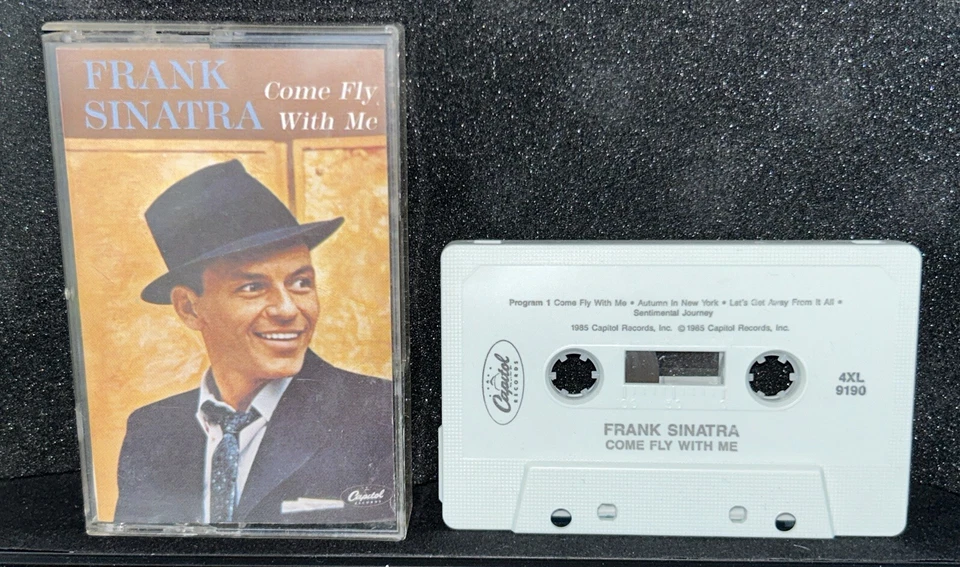 FRANK
SINATRA
Come Fly
With Me
Capitol
RECORDS
Program 1 Come Fly With Me • Autumn In New York • Let's Get Away From It All •
Sentimental Journey
1985 Capitol Records, Inc. © 1985 Capitol Records, Inc.
Capitol
RECORDS
4XL
9190
FRANK SINATRA
COME FLY WITH ME